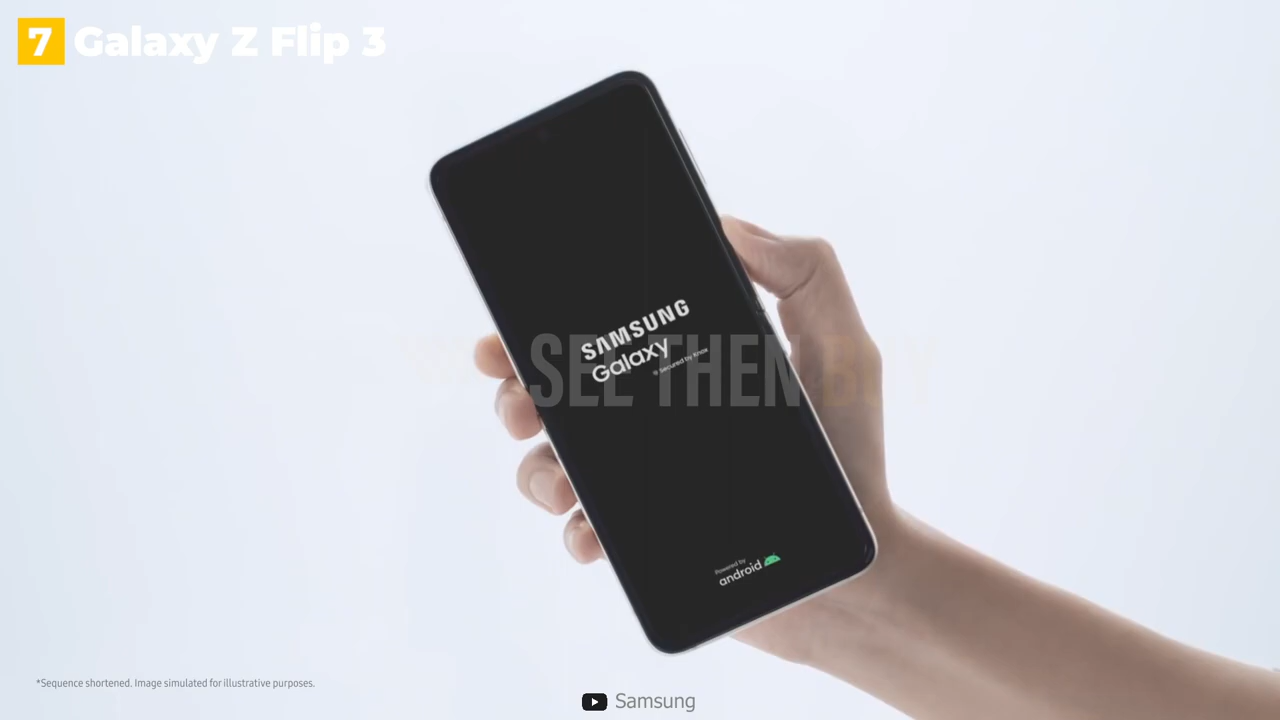 7 Galaxy Z Flip 3
SAMSUNG
Galaxy
Secured by Knox
SEE THEN BUY
Powered by
android
*Sequence shortened. Image simulated for illustrative purposes.
Samsung